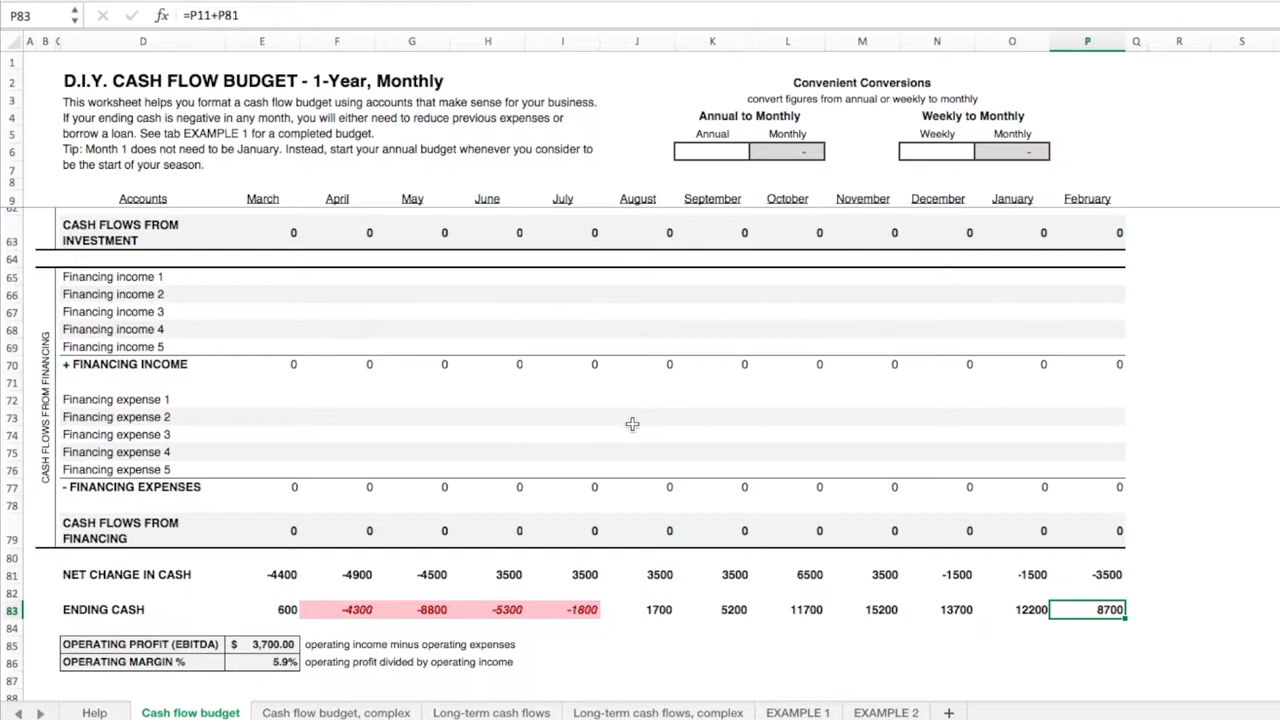 P83 fx =P11+P81
A B C D E F G H I J K L M N O P Q R S
1
2 D.I.Y. CASH FLOW BUDGET - 1-Year, Monthly Convenient Conversions
3 This worksheet helps you format a cash flow budget using accounts that make sense for your business. convert figures from annual or weekly to monthly
4 If your ending cash is negative in any month, you will either need to reduce previous expenses or Annual to Monthly Weekly to Monthly
5 borrow a loan. See tab EXAMPLE 1 for a completed budget. Annual Monthly Weekly Monthly
6 Tip: Month 1 does not need to be January. Instead, start your annual budget whenever you consider to - -
7 be the start of your season.
8
9 Accounts March April May June July August September October November December January February
62
CASH FLOWS FROM
63 INVESTMENT 0 0 0 0 0 0 0 0 0 0 0 0
64
CASH FLOWS FROM FINANCING
65 Financing income 1
66 Financing income 2
67 Financing income 3
68 Financing income 4
69 Financing income 5
70 + FINANCING INCOME 0 0 0 0 0 0 0 0 0 0 0 0
71
72 Financing expense 1
73 Financing expense 2
74 Financing expense 3
75 Financing expense 4
76 Financing expense 5
77 - FINANCING EXPENSES 0 0 0 0 0 0 0 0 0 0 0 0
78
CASH FLOWS FROM
79 FINANCING 0 0 0 0 0 0 0 0 0 0 0 0
80
81 NET CHANGE IN CASH -4400 -4900 -4500 3500 3500 3500 3500 6500 3500 -1500 -1500 -3500
82
83 ENDING CASH 600 -4300 -8800 -5300 -1800 1700 5200 11700 15200 13700 12200 8700
84
85 OPERATING PROFIT (EBITDA) $ 3,700.00 operating income minus operating expenses
86 OPERATING MARGIN % 5.9% operating profit divided by operating income
87
88
Help Cash flow budget Cash flow budget, complex Long-term cash flows Long-term cash flows, complex EXAMPLE 1 EXAMPLE 2 +